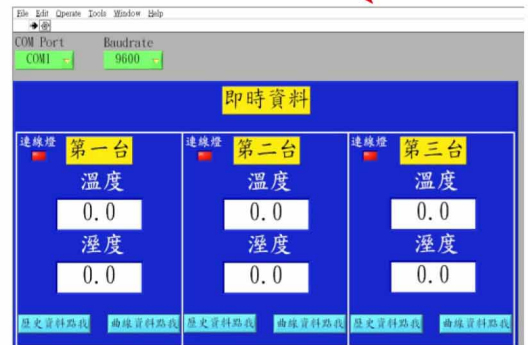 File Edit Operate Tools Window Help
COM Port Baudrate
COM1 9600
即時資料
連線燈 第一台 連線燈 第二台 連線燈 第三台
溫度 溫度 溫度
0.0 0.0 0.0
溼度 溼度 溼度
0.0 0.0 0.0
歷史資料點我 曲線資料點我 歷史資料點我 曲線資料點我 歷史資料點我 曲線資料點我